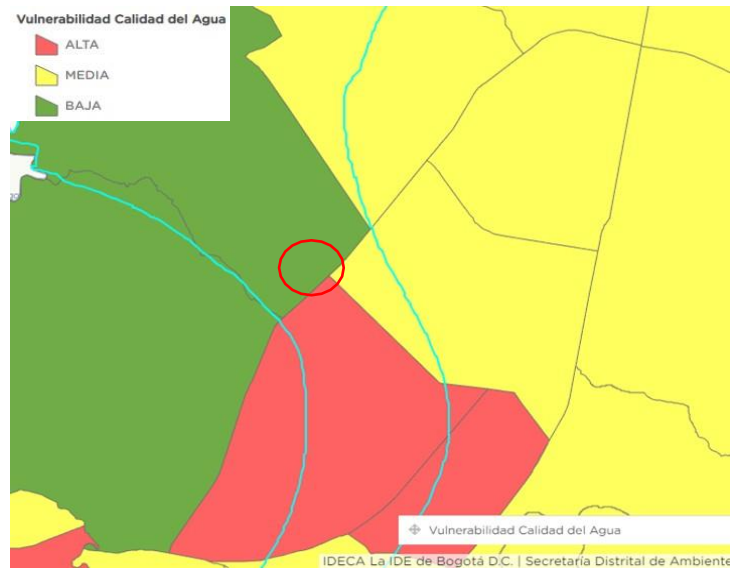 Vulnerabilidad Calidad del Agua
ALTA
MEDIA
BAJA
Vulnerabilidad Calidad del Agua
IDECA La IDE de Bogotá D.C. | Secretaría Distrital de Ambiente